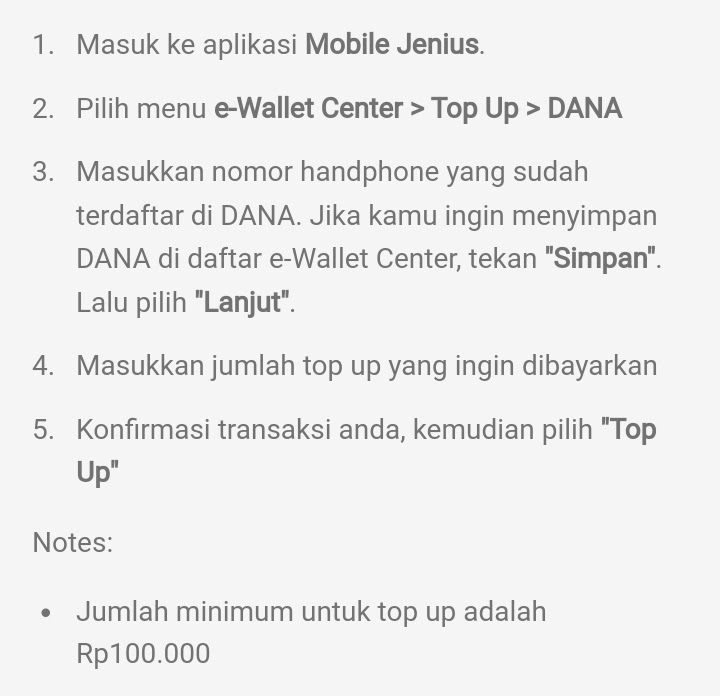 1. Masuk ke aplikasi Mobile Jenius.
2. Pilih menu e-Wallet Center > Top Up > DANA
3. Masukkan nomor handphone yang sudah
terdaftar di DANA. Jika kamu ingin menyimpan
DANA di daftar e-Wallet Center, tekan "Simpan".
Lalu pilih "Lanjut".
4. Masukkan jumlah top up yang ingin dibayarkan
5. Konfirmasi transaksi anda, kemudian pilih "Top
Up"
Notes:
• Jumlah minimum untuk top up adalah
Rp100.000